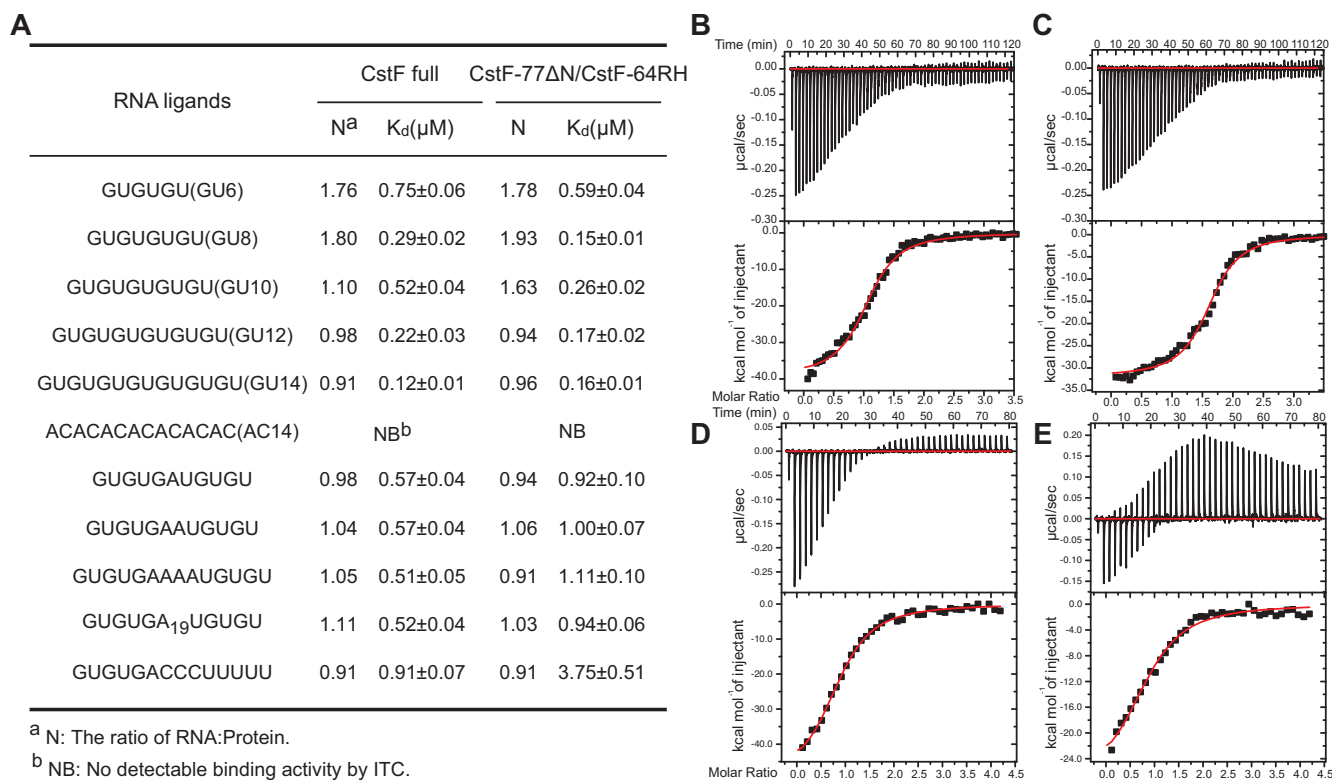 A
CstF full CstF-77ΔN/CstF-64RH
RNA ligands
Nᵃ K_d(μM) N K_d(μM)
GUGUGU(GU6) 1.76 0.75±0.06 1.78 0.59±0.04
GUGUGUGU(GU8) 1.80 0.29±0.02 1.93 0.15±0.01
GUGUGUGUGU(GU10) 1.10 0.52±0.04 1.63 0.26±0.02
GUGUGUGUGUGU(GU12) 0.98 0.22±0.03 0.94 0.17±0.02
GUGUGUGUGUGUGU(GU14) 0.91 0.12±0.01 0.96 0.16±0.01
ACACACACACACAC(AC14) NBᵇ NB
GUGUGAUGUGU 0.98 0.57±0.04 0.94 0.92±0.10
GUGUGAAUGUGU 1.04 0.57±0.04 1.06 1.00±0.07
GUGUGAAAAUGUGU 1.05 0.51±0.05 0.91 1.11±0.10
GUGUGA₁₉UGUGU 1.11 0.52±0.04 1.03 0.94±0.06
GUGUGACCCUUUUU 0.91 0.91±0.07 0.91 3.75±0.51
ᵃ N: The ratio of RNA:Protein.
ᵇ NB: No detectable binding activity by ITC.
B
Time (min) 0 10 20 30 40 50 60 70 80 90 100 110 120
0.00
-0.05
-0.10
-0.15
-0.20
-0.25
-0.30
μcal/sec
0.0
-10.0
-20.0
-30.0
-40.0
kcal mol⁻¹ of injectant
Molar Ratio 0.0 0.5 1.0 1.5 2.0 2.5 3.0 3.5
C
0 10 20 30 40 50 60 70 80 90 100 110 120
0.00
-0.05
-0.10
-0.15
-0.20
-0.25
-0.30
μcal/sec
0.0
-5.0
-10.0
-15.0
-20.0
-25.0
-30.0
-35.0
kcal mol⁻¹ of injectant
0.0 0.5 1.0 1.5 2.0 2.5 3.0
D
Time (min) 0 10 20 30 40 50 60 70 80
0.05
0.00
-0.05
-0.10
-0.15
-0.20
-0.25
μcal/sec
0.0
-10.0
-20.0
-30.0
-40.0
kcal mol⁻¹ of injectant
Molar Ratio 0.0 0.5 1.0 1.5 2.0 2.5 3.0 3.5 4.0 4.5
E
0 10 20 30 40 50 60 70 80
0.20
0.15
0.10
0.05
0.00
-0.05
-0.10
-0.15
μcal/sec
0.0
-4.0
-8.0
-12.0
-16.0
-20.0
-24.0
kcal mol⁻¹ of injectant
0.0 0.5 1.0 1.5 2.0 2.5 3.0 3.5 4.0 4.5